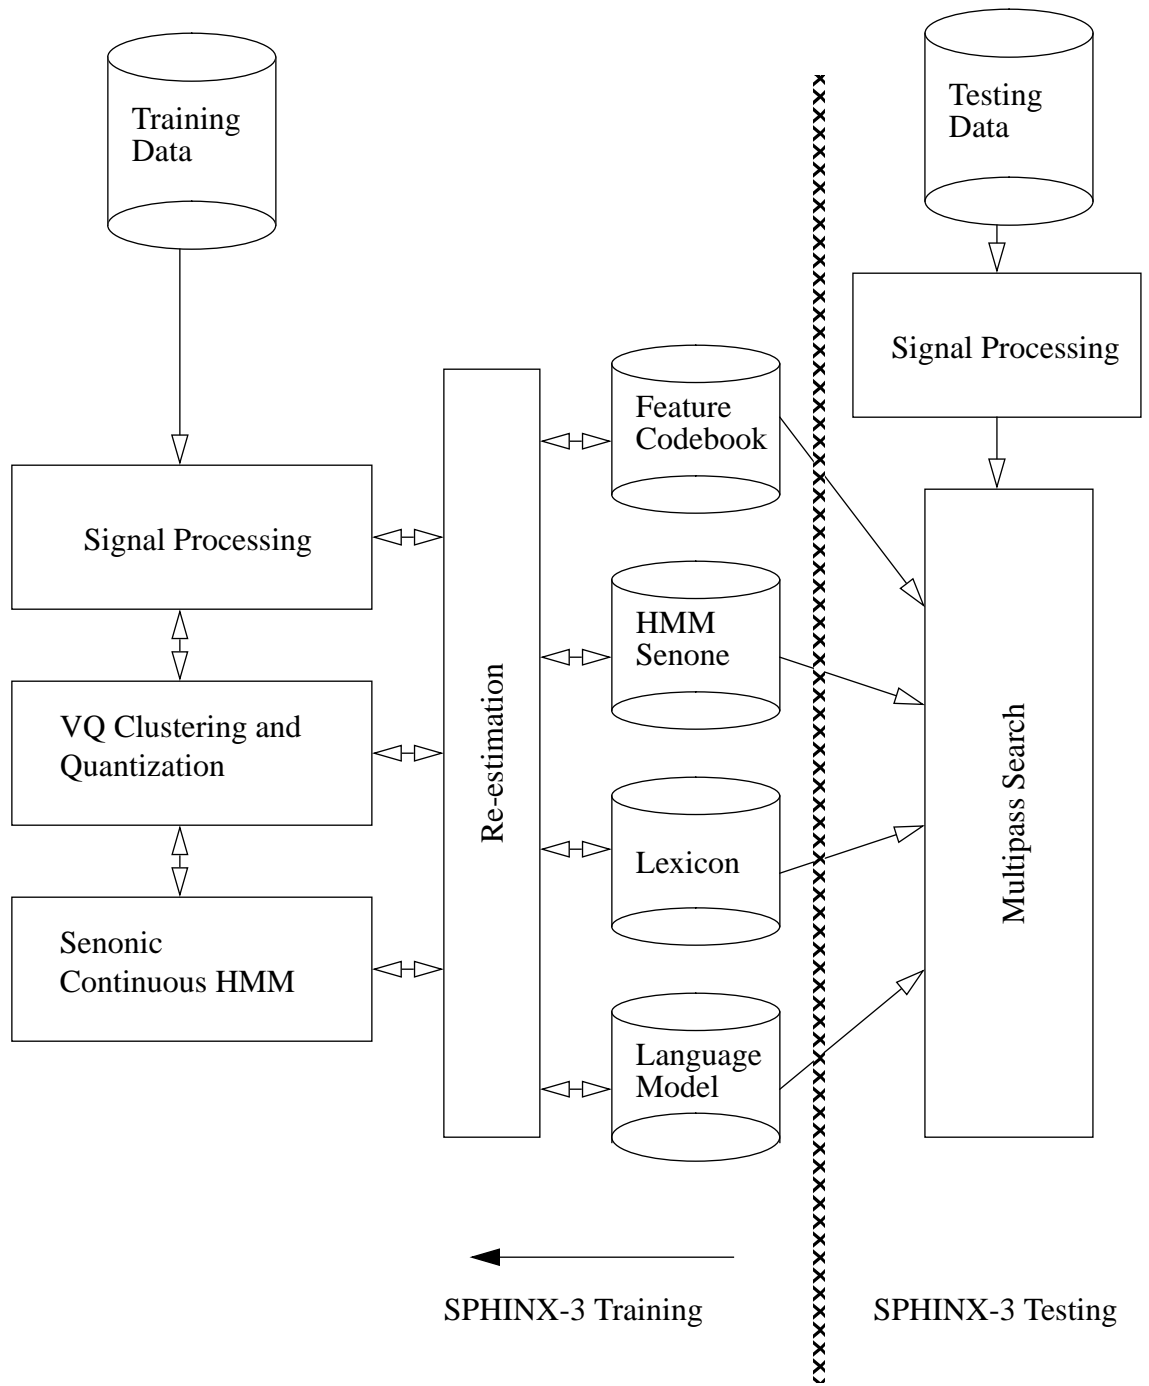 Training
Data
Testing
Data
Signal Processing
Feature
Codebook
Signal Processing
HMM
Senone
VQ Clustering and
Quantization
Re-estimation
Multipass Search
Lexicon
Senonic
Continuous HMM
Language
Model
SPHINX-3 Training
SPHINX-3 Testing